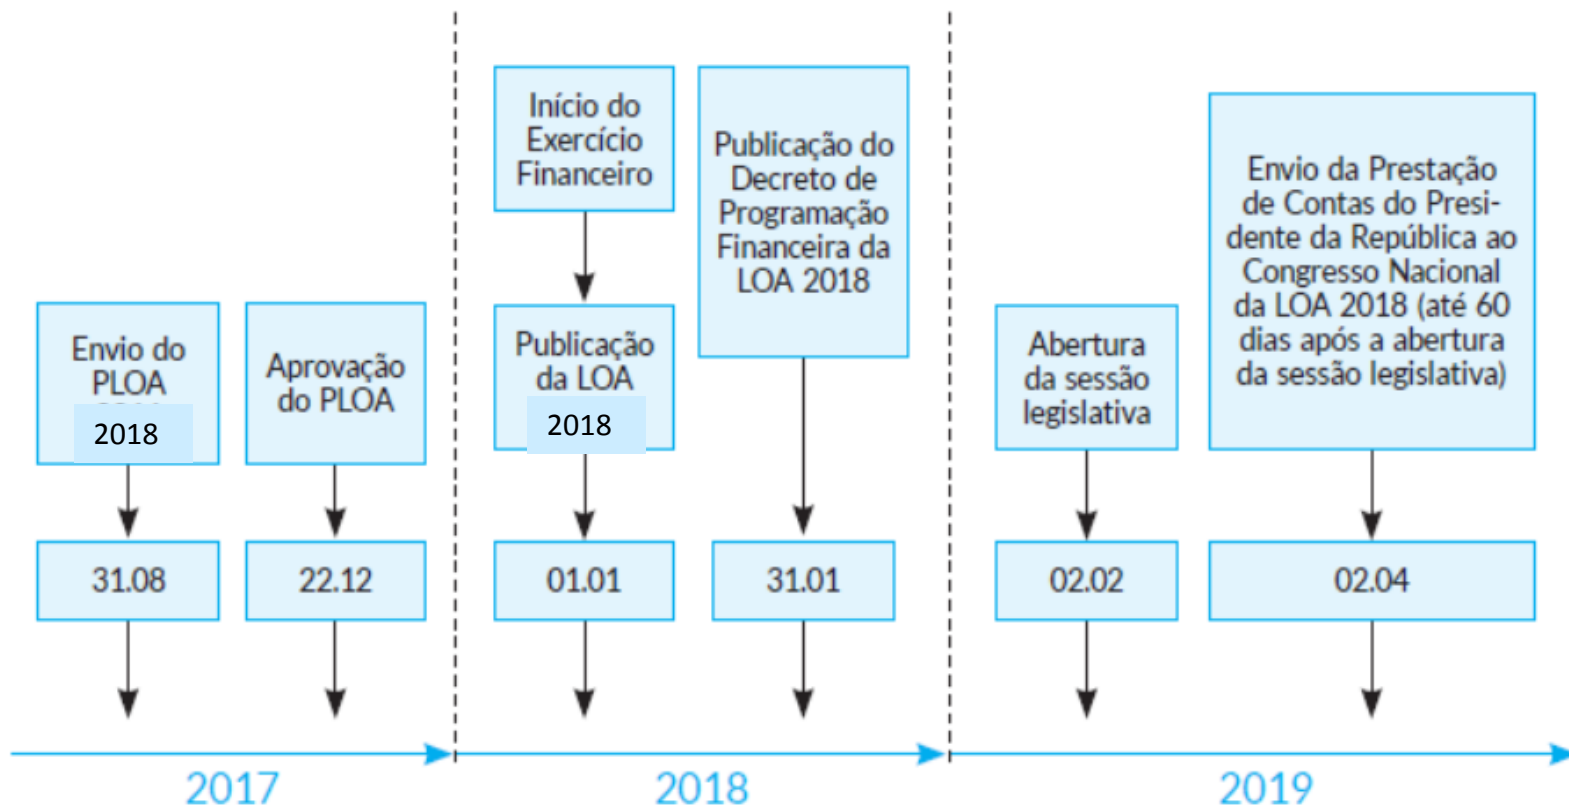 Envio do
PLOA
2018
31.08
Aprovação
do PLOA
22.12
Início do
Exercício
Financeiro
Publicação
da LOA
2018
01.01
Publicação do
Decreto de
Programação
Financeira da
LOA 2018
31.01
Abertura
da sessão
legislativa
02.02
Envio da Prestação
de Contas do Presi-
dente da República ao
Congresso Nacional
da LOA 2018 (até 60
dias após a abertura
da sessão legislativa)
02.04
2017
2018
2019